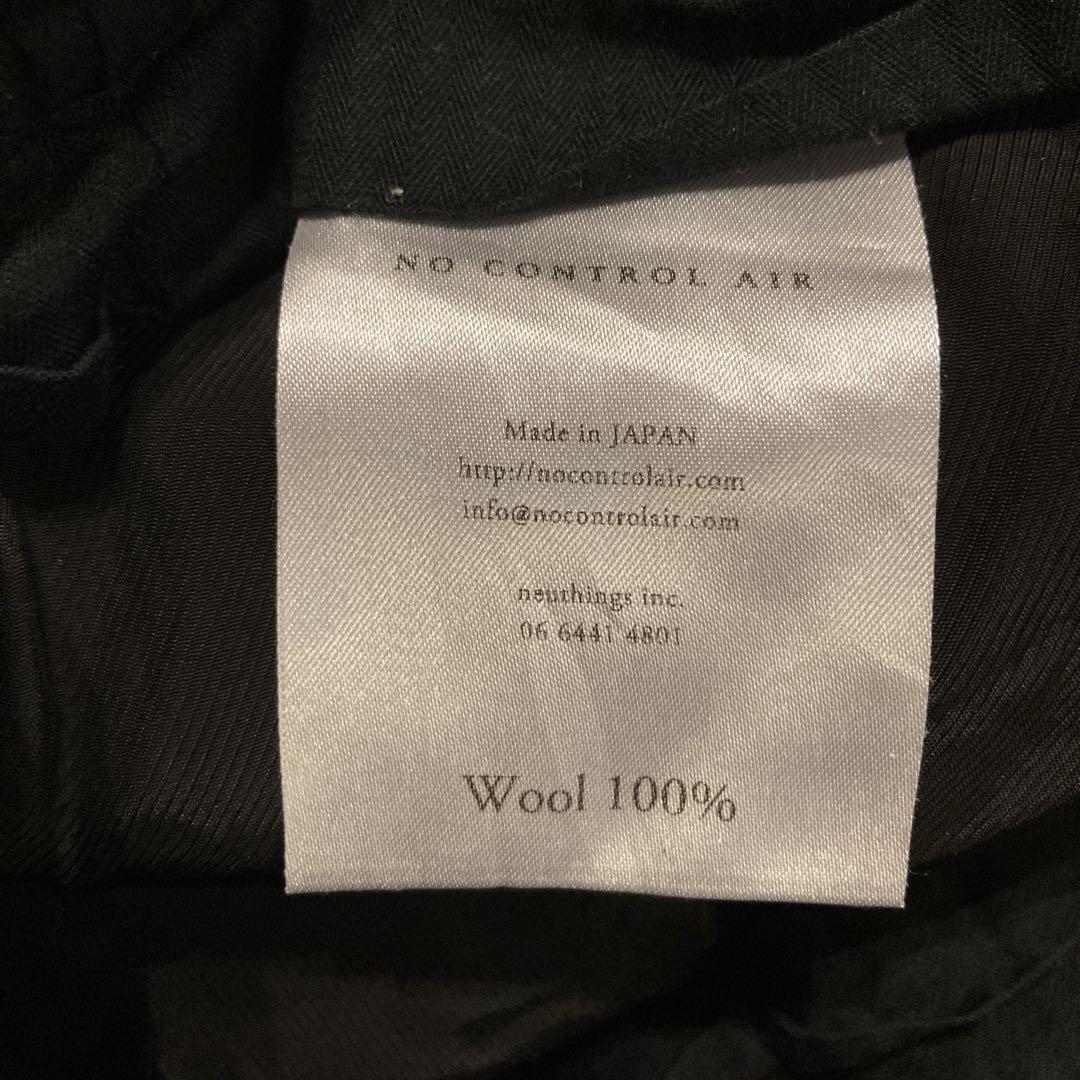 NO CONTROL AIR
Made in JAPAN
http://nocontrolair.com
info@nocontrolair.com
neuthings inc.
06 6441 4801
Wool 100%